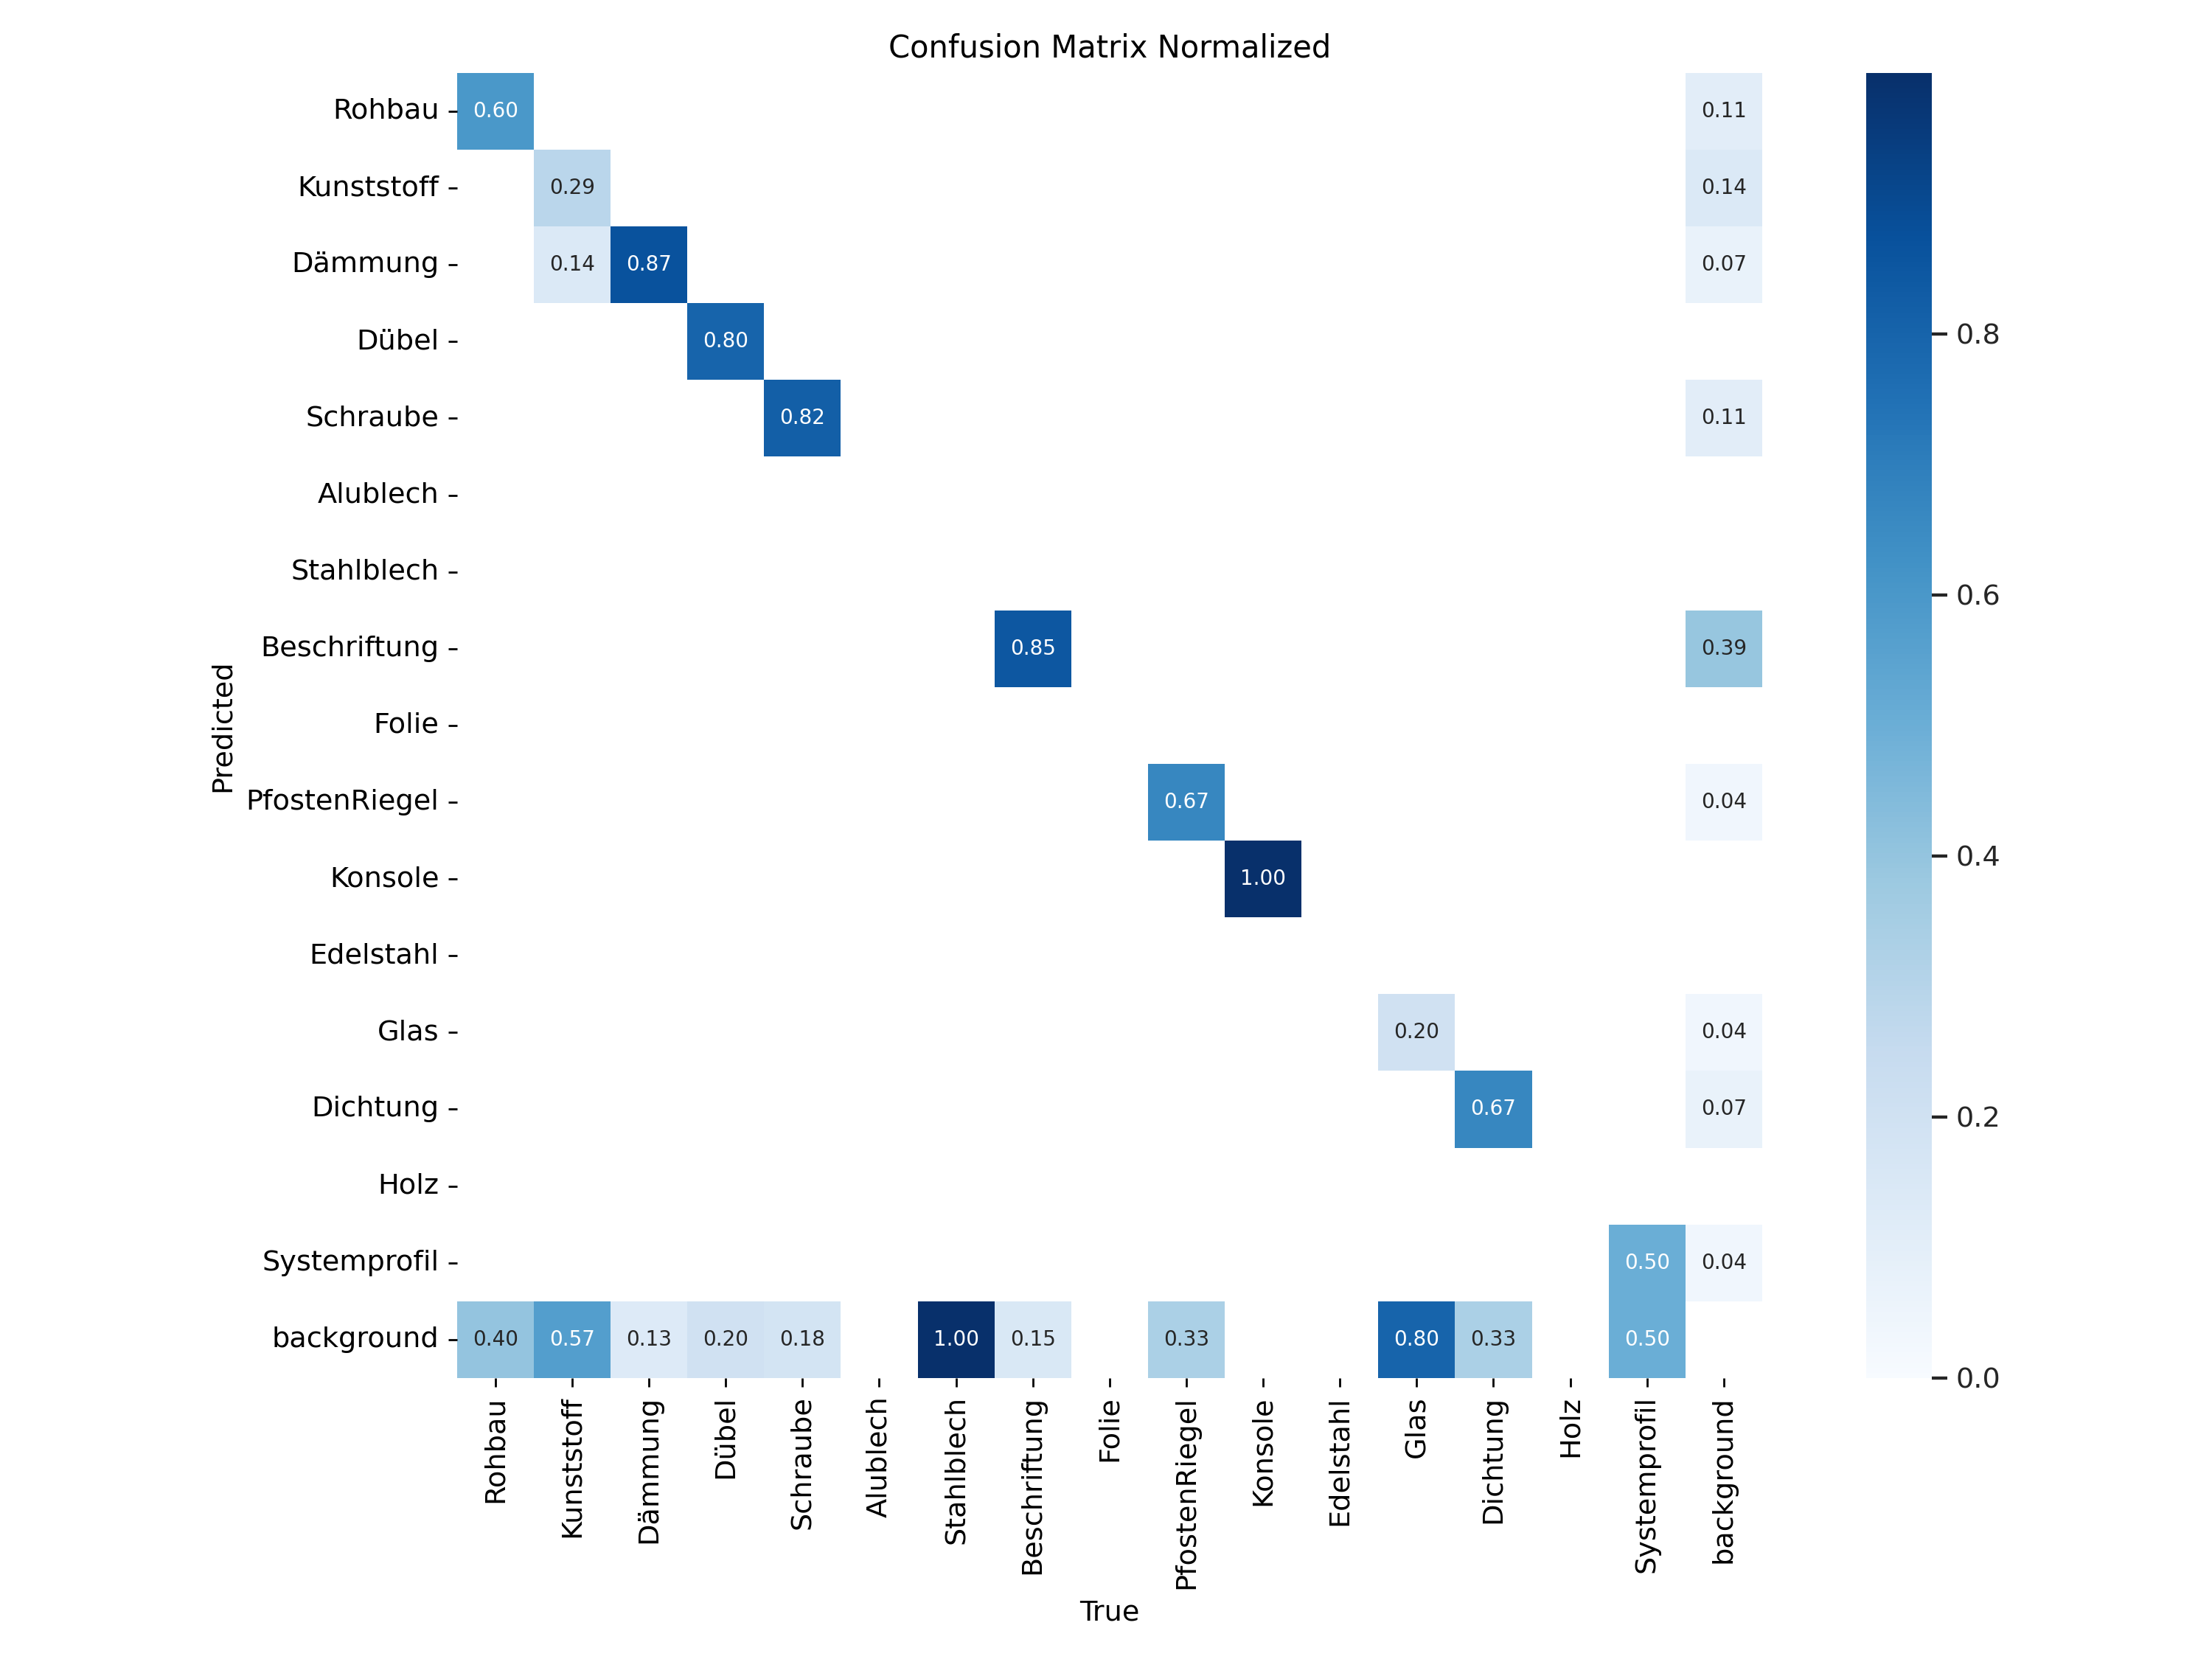 Confusion Matrix Normalized
Rohbau 0.60 0.11
Kunststoff 0.29 0.14
Dämmung 0.14 0.87 0.07
Dübel 0.80
Schraube 0.82 0.11
Alublech
Stahlblech
Beschriftung 0.85 0.39
Folie
PfostenRiegel 0.67 0.04
Konsole 1.00
Edelstahl
Glas 0.20 0.04
Dichtung 0.67 0.07
Holz
Systemprofil 0.50 0.04
background 0.40 0.57 0.13 0.20 0.18 1.00 0.15 0.33 0.80 0.33 0.50
Predicted
Rohbau Kunststoff Dämmung Dübel Schraube Alublech Stahlblech Beschriftung Folie PfostenRiegel Konsole Edelstahl Glas Dichtung Holz Systemprofil background
True
0.8
0.6
0.4
0.2
0.0